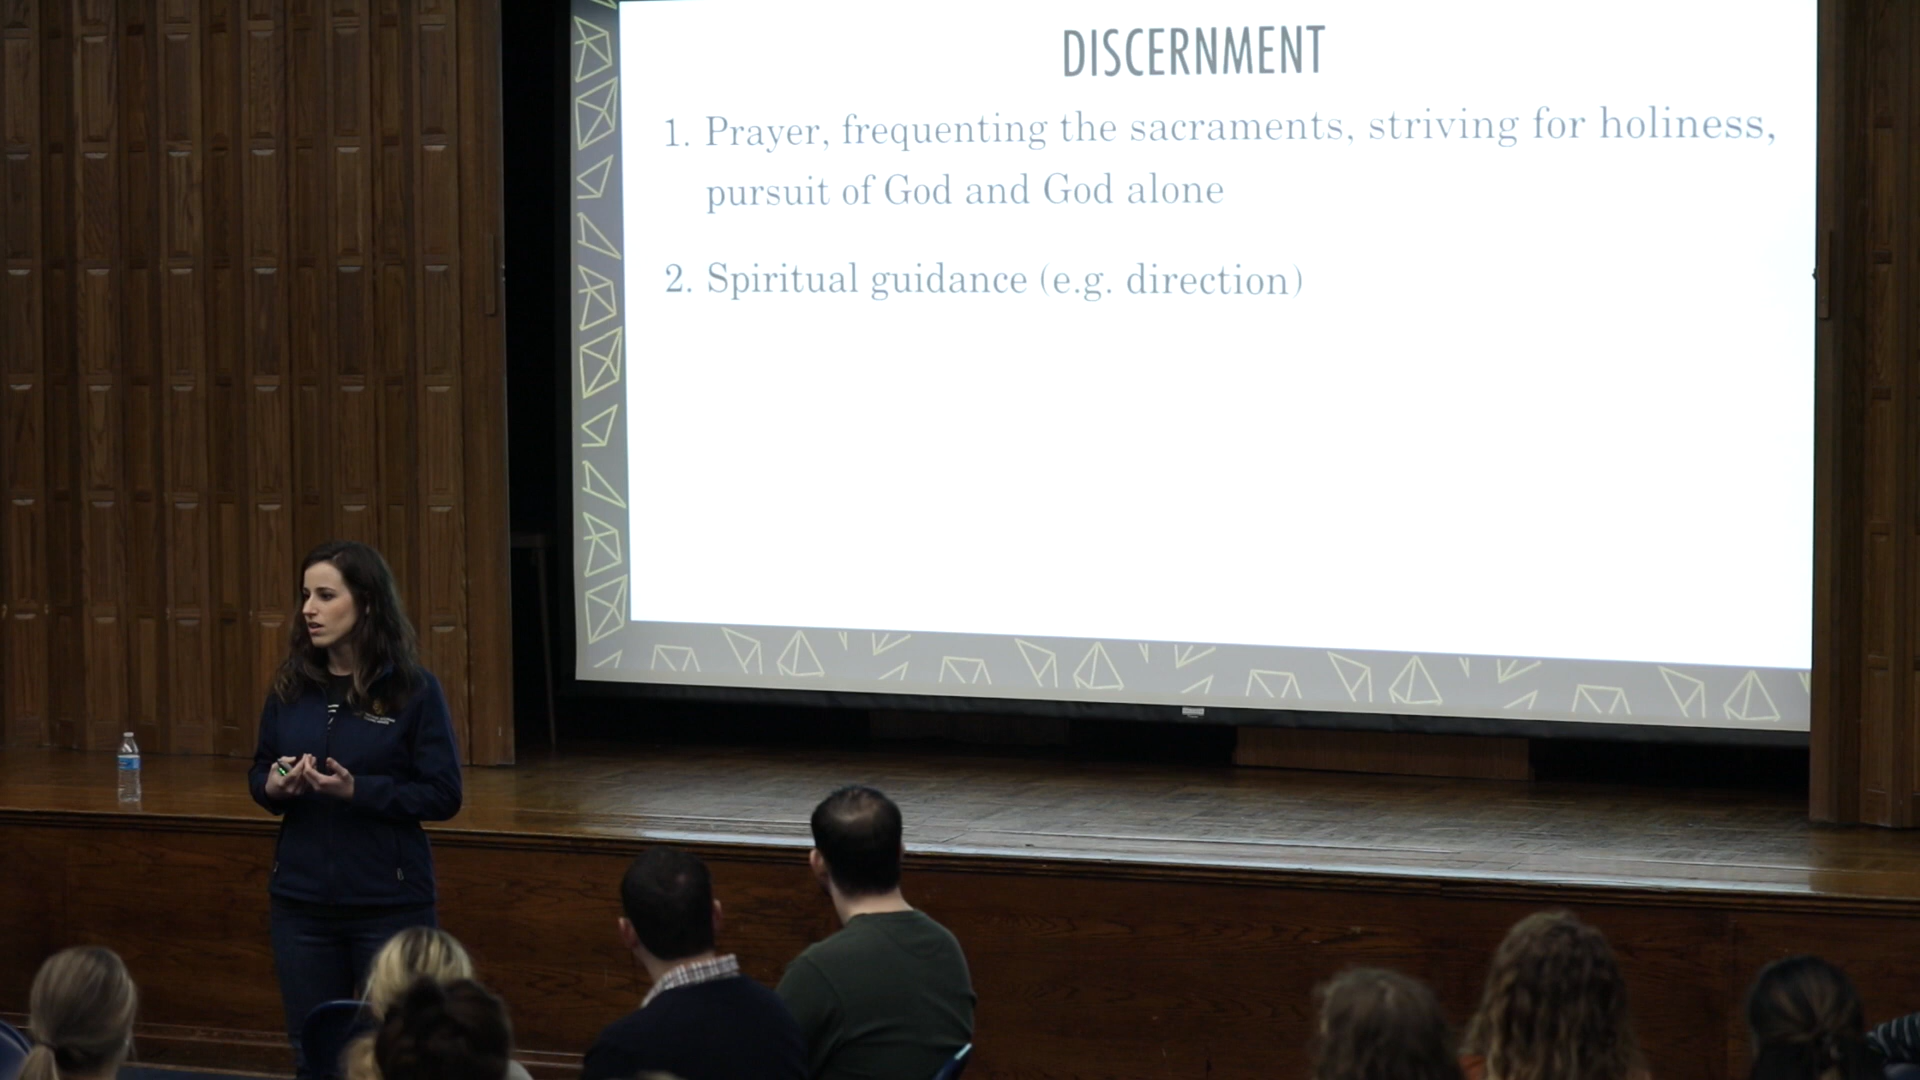 DISCERNMENT
1. Prayer, frequenting the sacraments, striving for holiness,
pursuit of God and God alone
2. Spiritual guidance (e.g. direction)